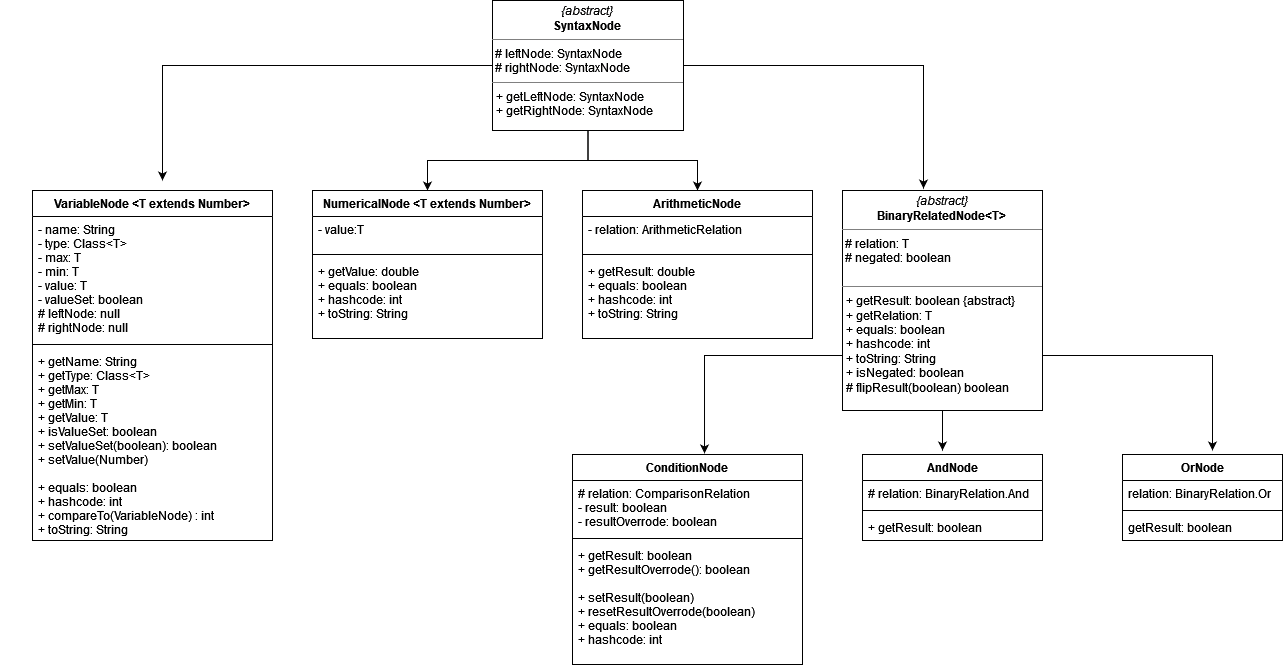 {abstract}
SyntaxNode
# leftNode: SyntaxNode
# rightNode: SyntaxNode
+ getLeftNode: SyntaxNode
+ getRightNode: SyntaxNode
VariableNode <T extends Number>
- name: String
- type: Class<T>
- max: T
- min: T
- value: T
- valueSet: boolean
# leftNode: null
# rightNode: null
+ getName: String
+ getType: Class<T>
+ getMax: T
+ getMin: T
+ getValue: T
+ isValueSet: boolean
+ setValueSet(boolean): boolean
+ setValue(Number)
+ equals: boolean
+ hashcode: int
+ compareTo(VariableNode) : int
+ toString: String
NumericalNode <T extends Number>
- value:T
+ getValue: double
+ equals: boolean
+ hashcode: int
+ toString: String
ArithmeticNode
- relation: ArithmeticRelation
+ getResult: double
+ equals: boolean
+ hashcode: int
+ toString: String
{abstract}
BinaryRelatedNode<T>
# relation: T
# negated: boolean
+ getResult: boolean {abstract}
+ getRelation: T
+ equals: boolean
+ hashcode: int
+ toString: String
+ isNegated: boolean
# flipResult(boolean) boolean
ConditionNode
# relation: ComparisonRelation
- result: boolean
- resultOverrode: boolean
+ getResult: boolean
+ getResultOverrode(): boolean
+ setResult(boolean)
+ resetResultOverrode(boolean)
+ equals: boolean
+ hashcode: int
AndNode
# relation: BinaryRelation.And
+ getResult: boolean
OrNode
relation: BinaryRelation.Or
getResult: boolean